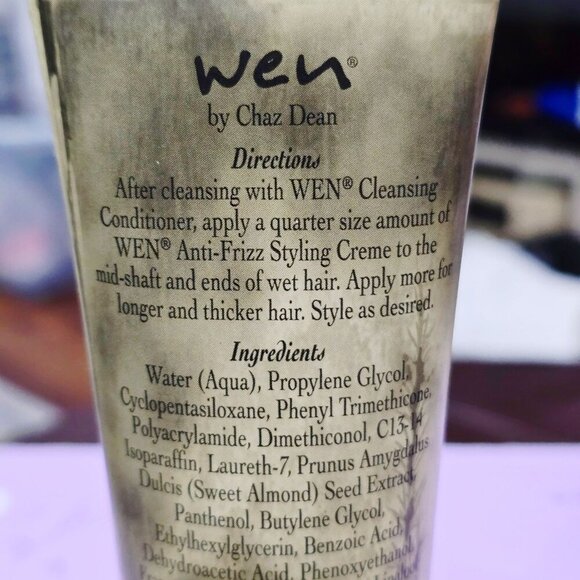 wen®
by Chaz Dean
Directions
After cleansing with WEN® Cleansing
Conditioner, apply a quarter size amount of
WEN® Anti-Frizz Styling Creme to the
mid-shaft and ends of wet hair. Apply more for
longer and thicker hair. Style as desired.
Ingredients
Water (Aqua), Propylene Glycol,
Cyclopentasiloxane, Phenyl Trimethicone,
Polyacrylamide, Dimethiconol, C13-14
Isoparaffin, Laureth-7, Prunus Amygdalus
Dulcis (Sweet Almond) Seed Extract,
Panthenol, Butylene Glycol,
Ethylhexylglycerin, Benzoic Acid,
Dehydroacetic Acid, Phenoxyethanol,